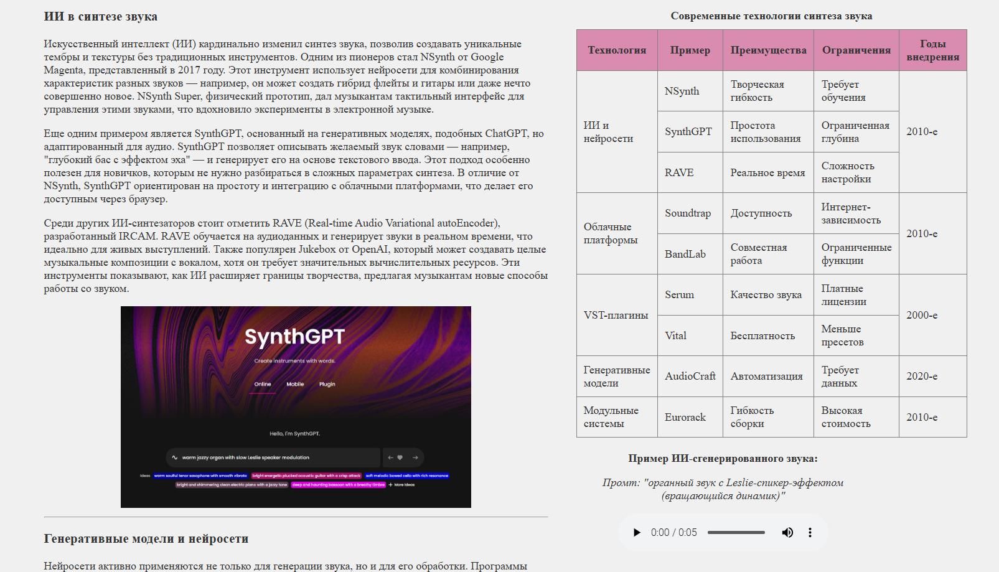 ИИ в синтезе звука
Искусственный интеллект (ИИ) кардинально изменил синтез звука, позволив создавать уникальные
тембры и текстуры без традиционных инструментов. Одним из пионеров стал NSynth от Google
Magenta, представленный в 2017 году. Этот инструмент использует нейросети для комбинирования
характеристик разных звуков — например, он может создать гибрид флейты и гитары или даже нечто
совершенно новое. NSynth Super, физический прототип, дал музыкантам тактильный интерфейс для
управления этими звуками, что вдохновило эксперименты в электронной музыке.
Еще одним примером является SynthGPT, основанный на генеративных моделях, подобных ChatGPT, но
адаптированный для аудио. SynthGPT позволяет описывать желаемый звук словами — например,
"глубокий бас с эффектом эха" — и генерирует его на основе текстового ввода. Этот подход особенно
полезен для новичков, которым не нужно разбираться в сложных параметрах синтеза. В отличие от
NSynth, SynthGPT ориентирован на простоту и интеграцию с облачными платформами, что делает его
доступным через браузер.
Среди других ИИ-синтезаторов стоит отметить RAVE (Real-time Audio Variational autoEncoder),
разработанный IRCAM. RAVE обучается на аудиоданных и генерирует звуки в реальном времени, что
идеально для живых выступлений. Также популярен Jukebox от OpenAI, который может создавать целые
музыкальные композиции с вокалом, хотя он требует значительных вычислительных ресурсов. Эти
инструменты показывают, как ИИ расширяет границы творчества, предлагая музыкантам новые способы
работы со звуком.
SynthGPT
Create instruments with words.
Online Mobile Plugin
Hello, I'm SynthGPT.
warm jazzy organ with slow Leslie speaker modulation
Ideas warm soulful tenor saxophone with smooth vibrato bright energetic plucked acoustic guitar with a crisp attack soft melodic bowed cello with rich resonance
bright and shimmering clean electric piano with a jazzy tone deep and haunting bassoon with a breathy timbre + More Ideas
Генеративные модели и нейросети
Нейросети активно применяются не только для генерации звука, но и для его обработки. Программы
Современные технологии синтеза звука
Технология Пример Преимущества Ограничения Годы
внедрения
ИИ и
нейросети
NSynth Творческая
гибкость
Требует
обучения
2010-е
SynthGPT Простота
использования
Ограниченная
глубина
RAVE Реальное время Сложность
настройки
Облачные
платформы
Soundtrap Доступность Интернет-
зависимость
2010-е
BandLab Совместная
работа
Ограниченные
функции
VST-плагины
Serum Качество звука Платные
лицензии
2000-е
Vital Бесплатность Меньше
пресетов
Генеративные
модели
AudioCraft Автоматизация Требует
данных
2020-е
Модульные
системы
Eurorack Гибкость
сборки
Высокая
стоимость
2010-е
Пример ИИ-сгенерированного звука:
Промт: "органный звук с Leslie-спикер-эффектом
(вращающийся динамик)"
0:00 / 0:05